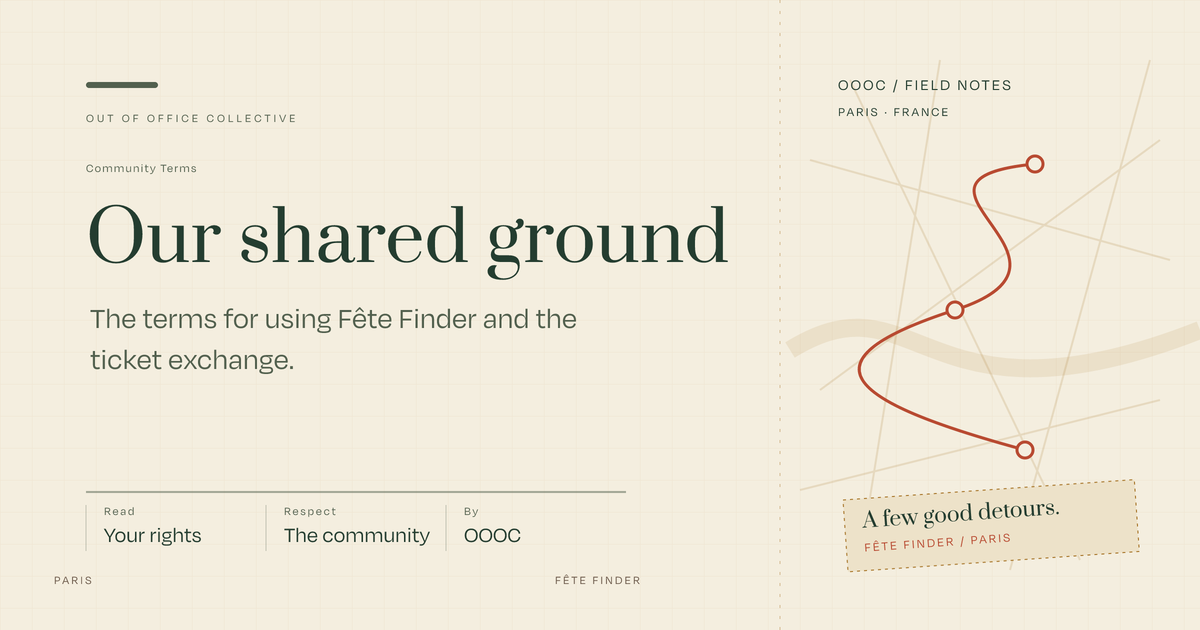 OUT OF OFFICE COLLECTIVE
Community Terms
Our shared ground
The terms for using Fête Finder and the
ticket exchange.
Read
Your rights
Respect
The community
By
OOOC
PARIS
FÊTE FINDER
OOOC / FIELD NOTES
PARIS · FRANCE
A few good detours.
FÊTE FINDER / PARIS